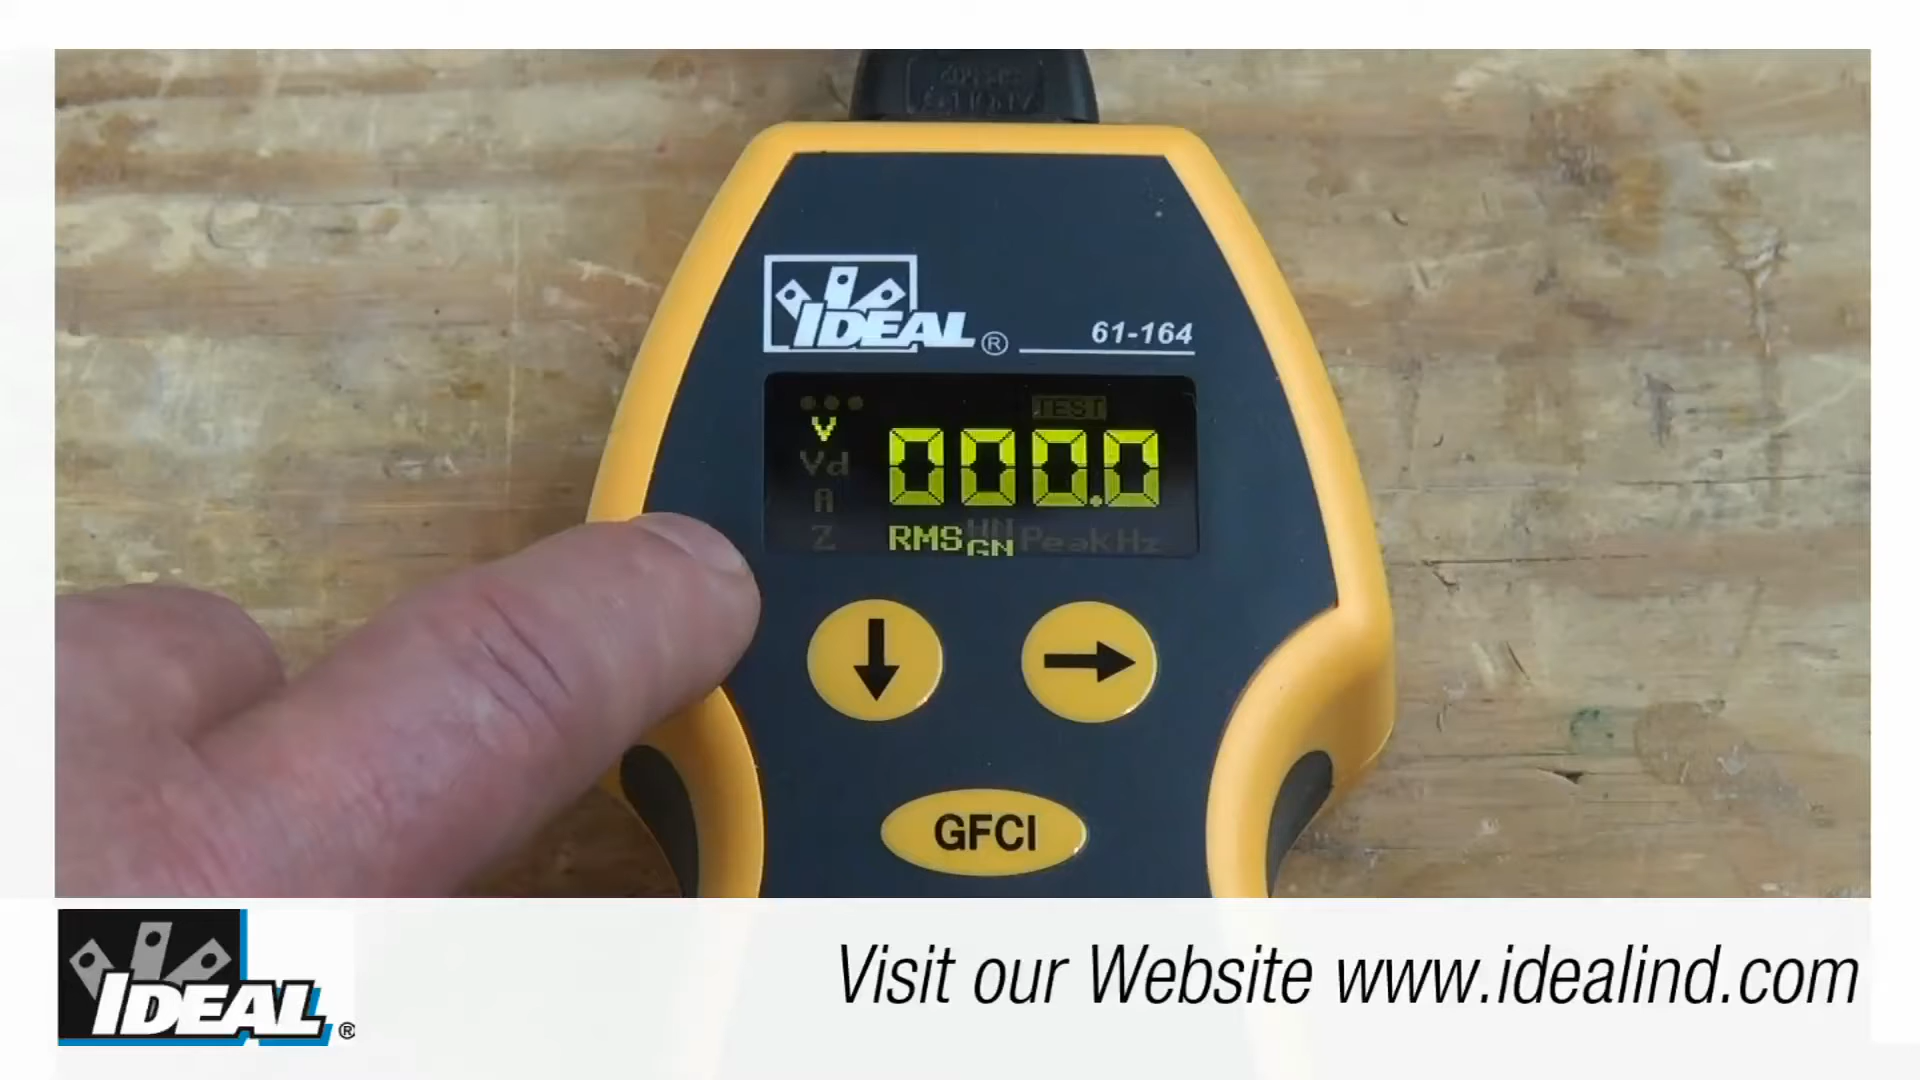 IDEAL®
61-164
TEST
V
000.0
Vd
A
Z
RMS HN GN Peak Hz
GFCI
IDEAL®
Visit our Website www.idealind.com